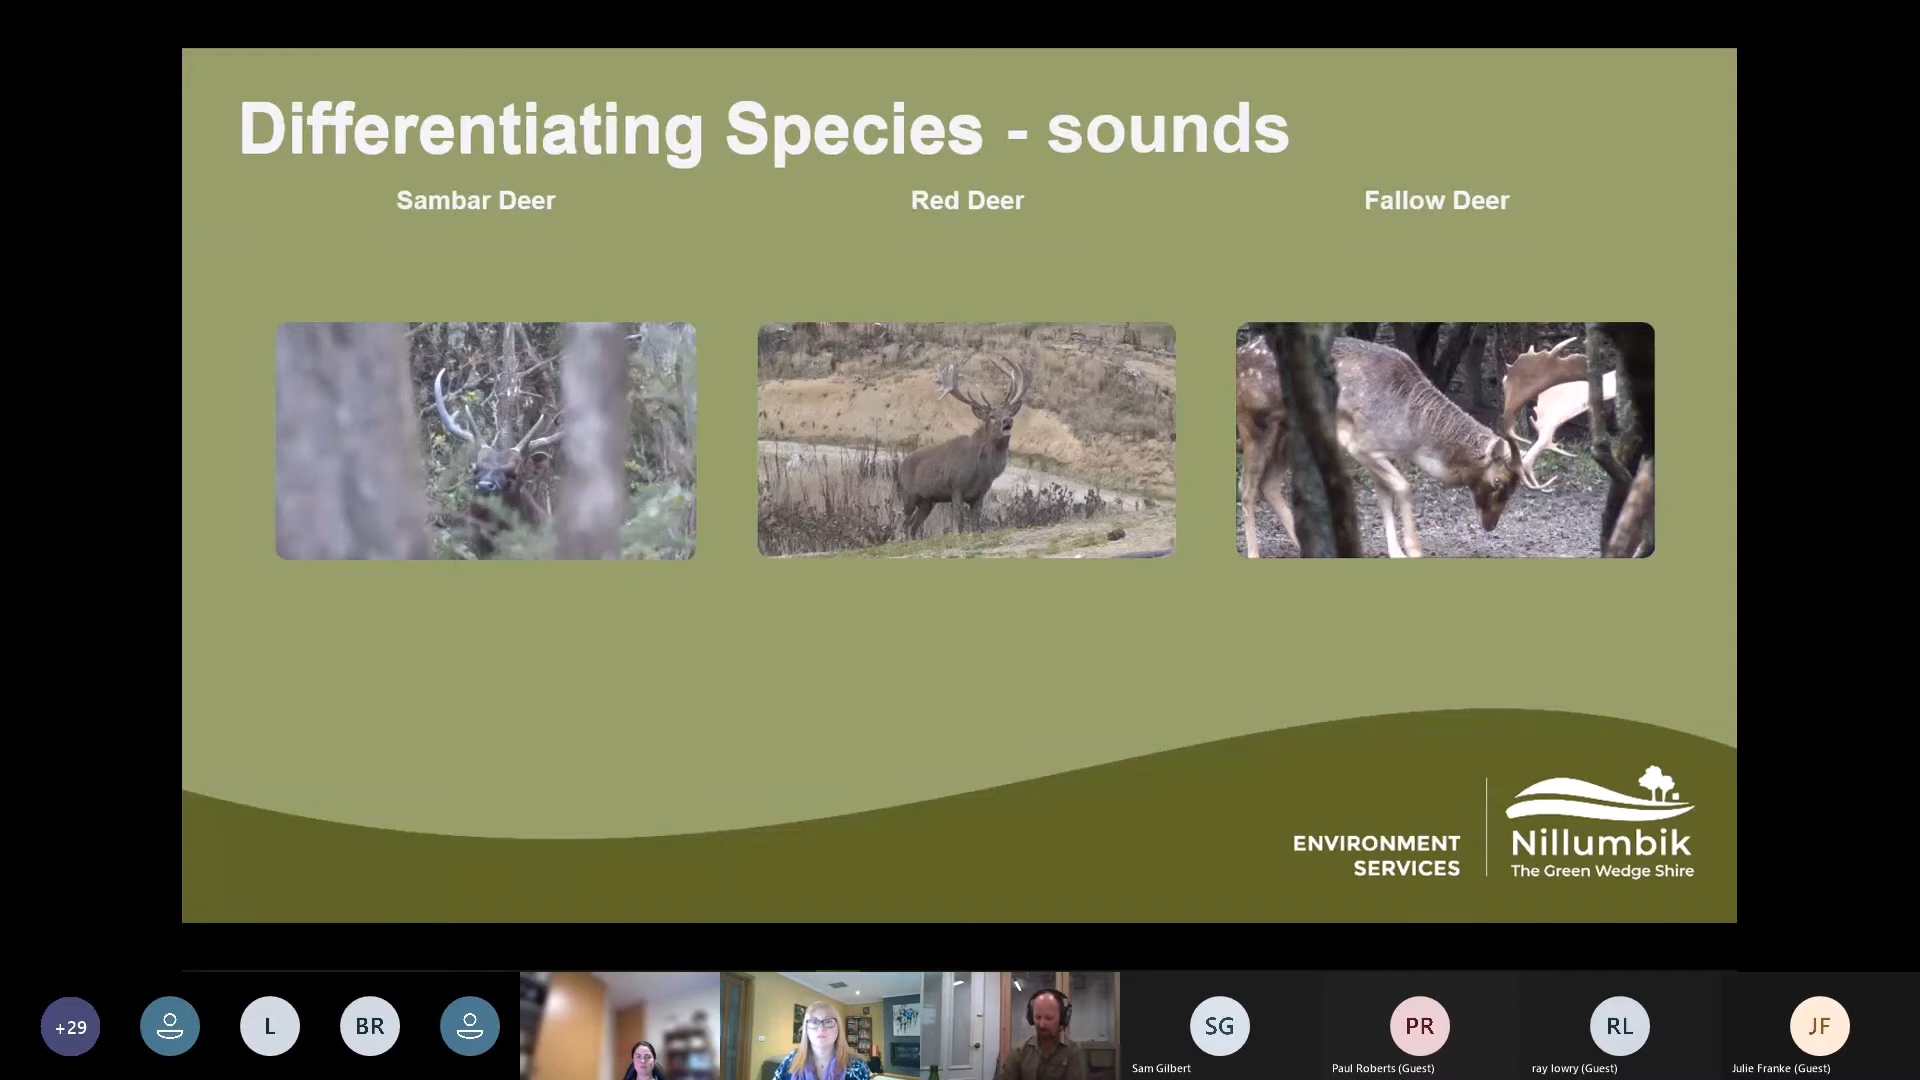 Differentiating Species - sounds
Sambar Deer
Red Deer
Fallow Deer
ENVIRONMENT
SERVICES
Nillumbik
The Green Wedge Shire
+29
L
BR
SG
Sam Gilbert
PR
Paul Roberts (Guest)
RL
ray lowry (Guest)
JF
Julie Franke (Guest)